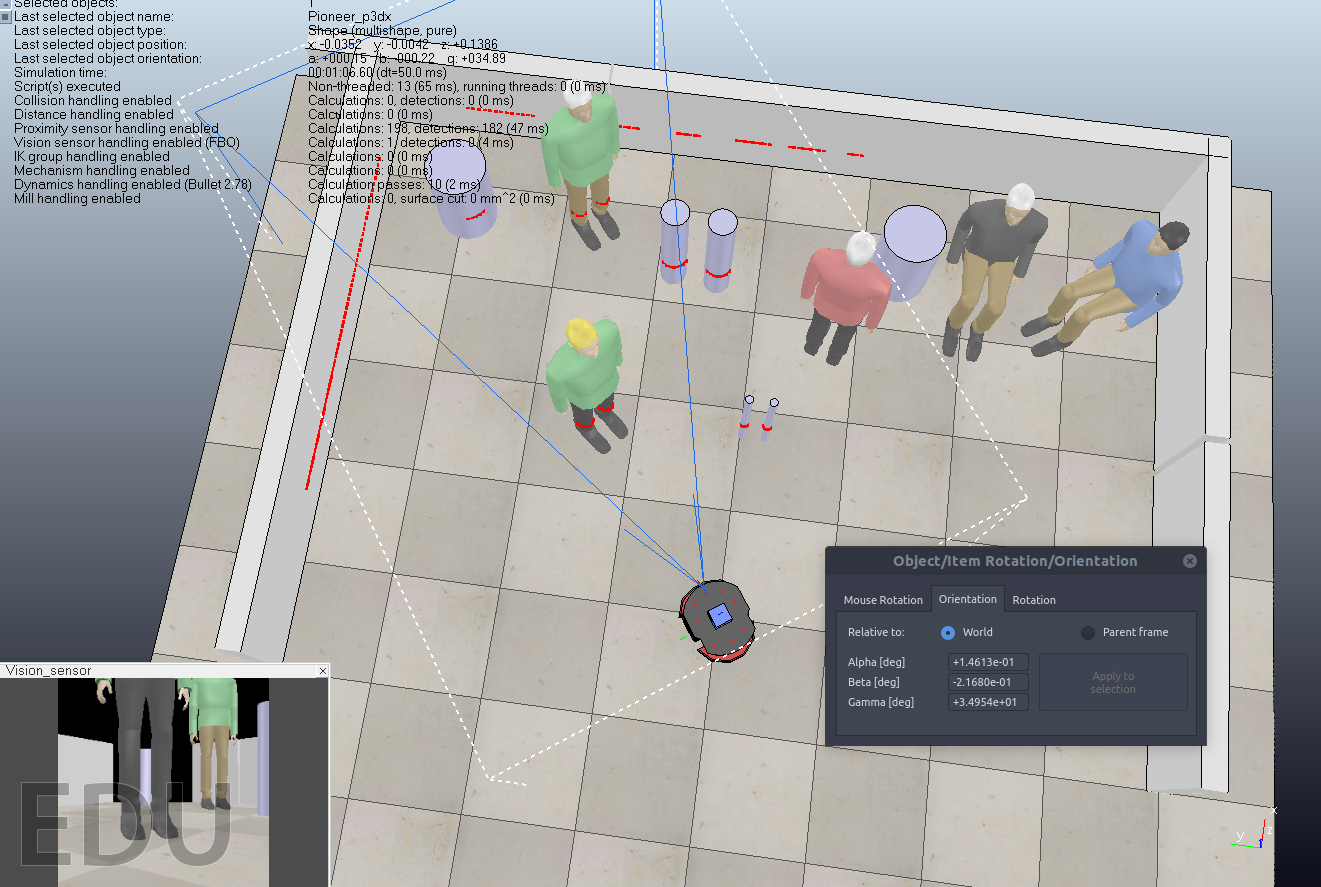 Selected objects: 1
Last selected object name: Pioneer_p3dx
Last selected object type: Shape (multishape, pure)
Last selected object position: x: -0.0352 y: -0.0042 z: +0.1386
Last selected object orientation: a: +000.15 b: -000.22 g: +034.89
Simulation time: 00:01:06.60 (dt=50.0 ms)
Script(s) executed Non-threaded: 13 (65 ms), running threads: 0 (0 ms)
Collision handling enabled Calculations: 0, detections: 0 (0 ms)
Distance handling enabled Calculations: 0 (0 ms)
Proximity sensor handling enabled Calculations: 198, detections: 182 (47 ms)
Vision sensor handling enabled (FBO) Calculations: 1, detections: 0 (4 ms)
IK group handling enabled Calculations: 0 (0 ms)
Mechanism handling enabled Calculations: 0 (0 ms)
Dynamics handling enabled (Bullet 2.78) Calculation passes: 10 (2 ms)
Mill handling enabled Calculations: 0, surface cut: 0 mm^2 (0 ms)
Object/Item Rotation/Orientation
Mouse Rotation Orientation Rotation
Relative to: World Parent frame
Alpha [deg] +1.4613e-01
Beta [deg] -2.1680e-01
Gamma [deg] +3.4954e+01
Apply to
selection
Vision_sensor
EDU
x
y
z